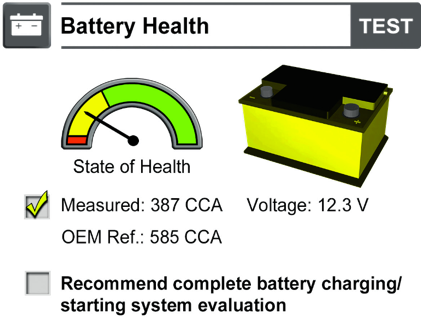 Battery Health TEST
State of Health
Measured: 387 CCA Voltage: 12.3 V
OEM Ref.: 585 CCA
Recommend complete battery charging/
starting system evaluation